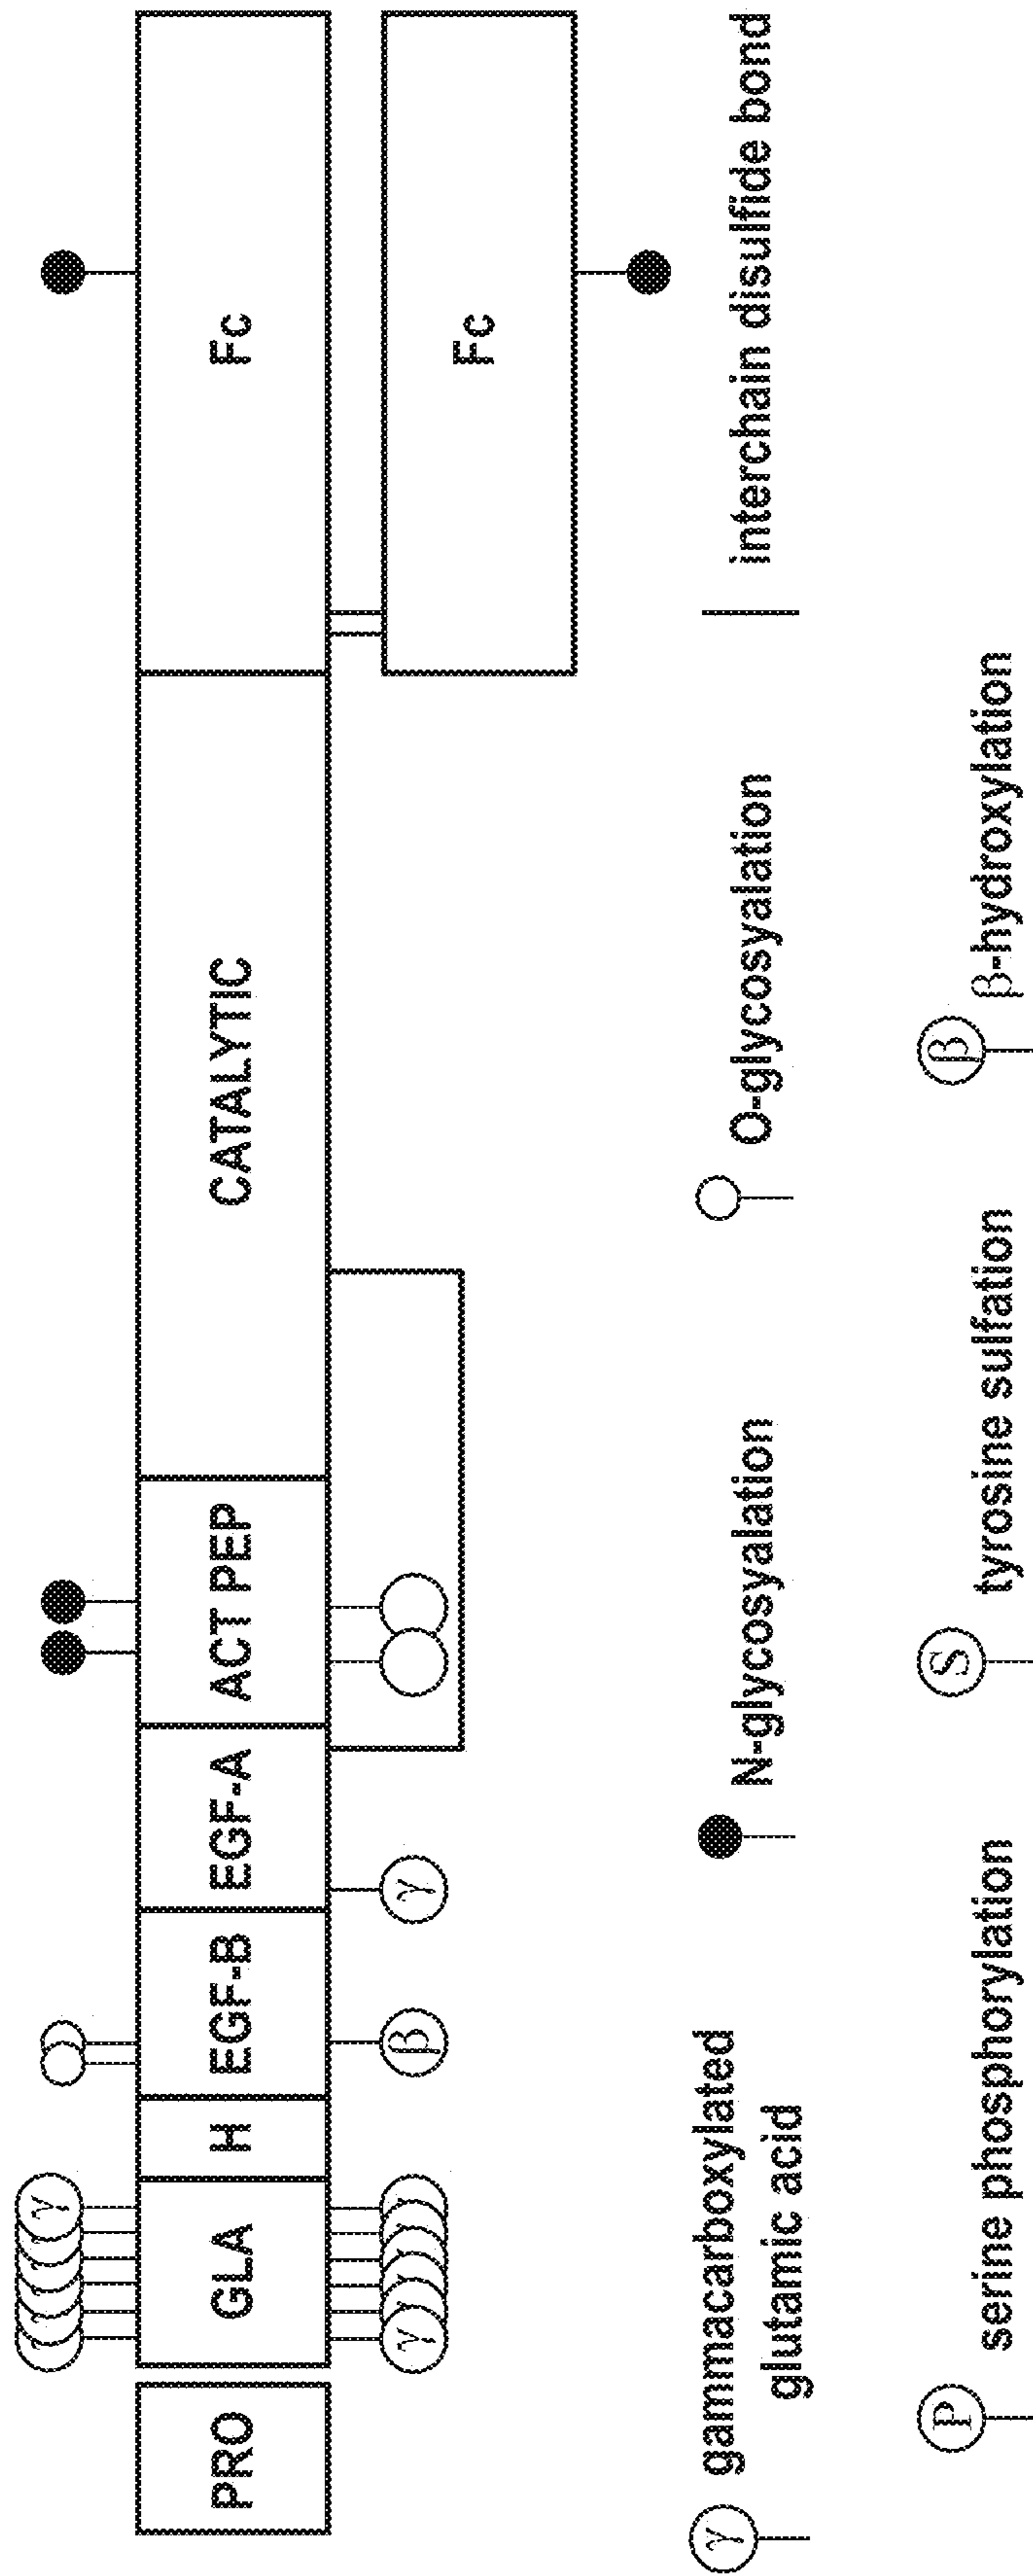 PRO
γ γ γ γ γ γ
GLA
γ γ γ γ γ γ
H
EGF-B
β
EGF-A
γ
ACT PEP
CATALYTIC
Fc
Fc
γ gammacarboxylated
glutamic acid
N-glycosyalation
O-glycosyalation
interchain disulfide bond
P serine phosphorylation
S tyrosine sulfation
β β-hydroxylation